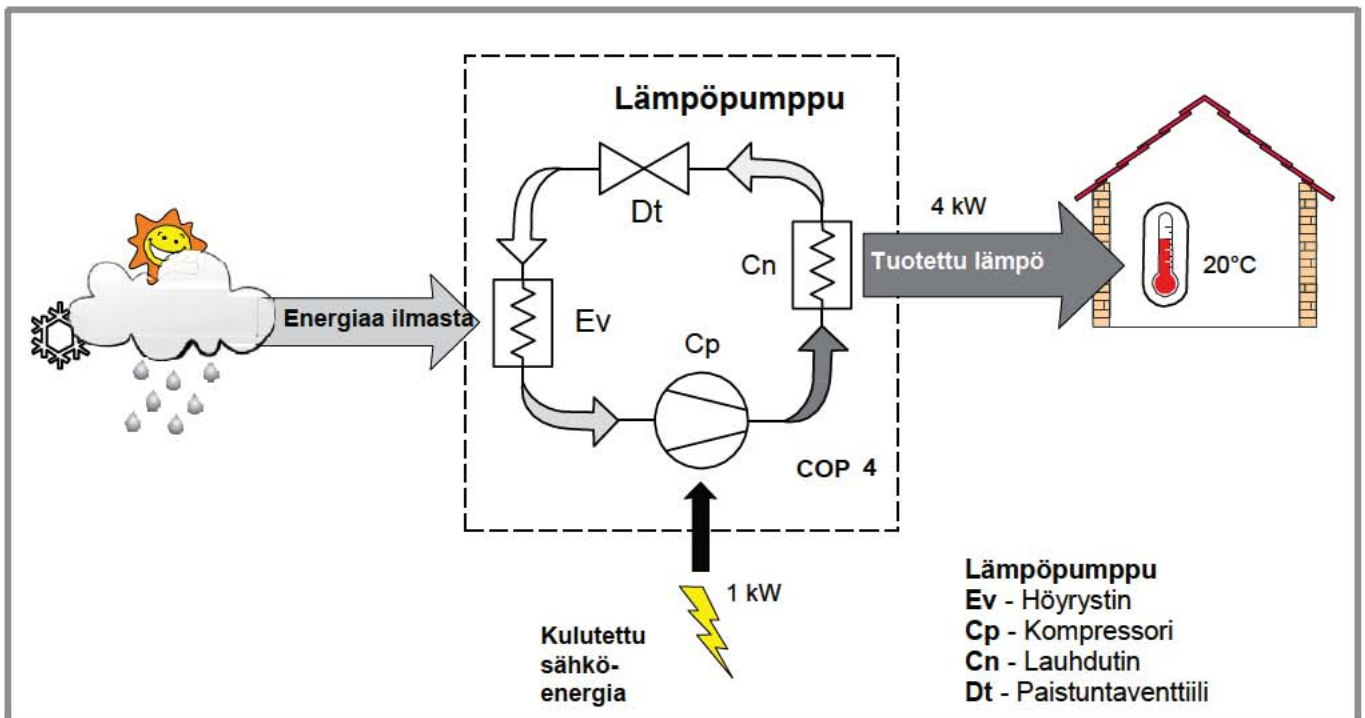 Lämpöpumppu
Dt
4 kW
Cn
Tuotettu lämpö
20°C
Energiaa ilmasta
Ev
Cp
COP 4
1 kW
Kulutettu
sähkö-
energia
Lämpöpumppu
Ev - Höyrystin
Cp - Kompressori
Cn - Lauhdutin
Dt - Paistuntaventtiili